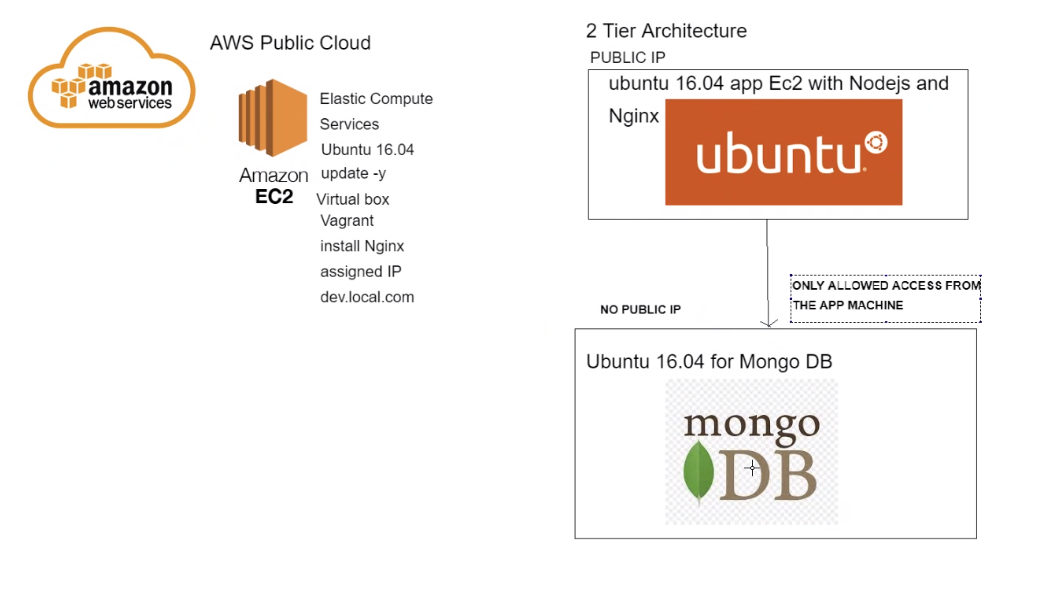 amazon
web services
AWS Public Cloud
Amazon
EC2
Elastic Compute
Services
Ubuntu 16.04
update -y
Virtual box
Vagrant
install Nginx
assigned IP
dev.local.com
2 Tier Architecture
PUBLIC IP
ubuntu 16.04 app Ec2 with Nodejs and
Nginx
ubuntu
ONLY ALLOWED ACCESS FROM
THE APP MACHINE
NO PUBLIC IP
Ubuntu 16.04 for Mongo DB
mongo
DB